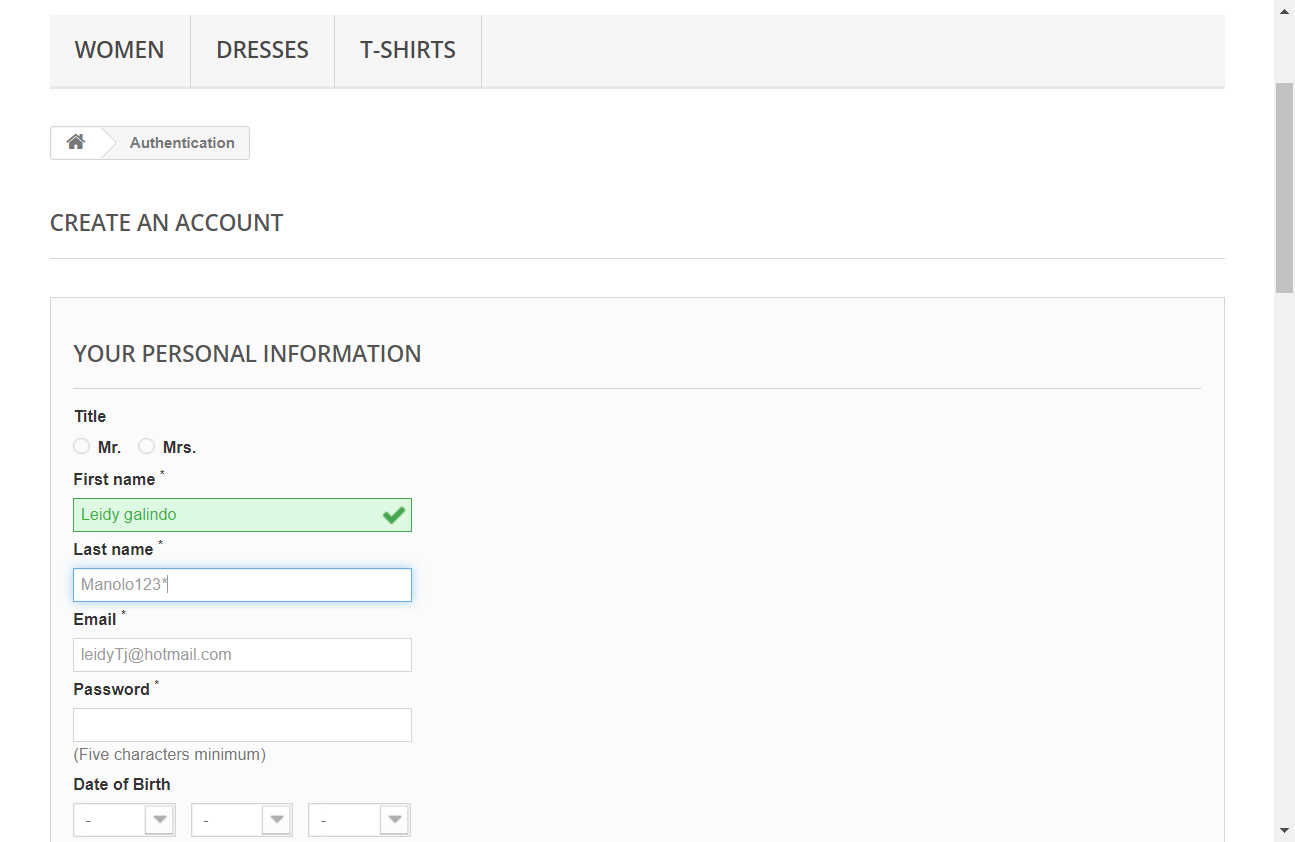 WOMEN DRESSES T-SHIRTS
Authentication
CREATE AN ACCOUNT
YOUR PERSONAL INFORMATION
Title
Mr. Mrs.
First name *
Leidy galindo
Last name *
Manolo123*
Email *
leidyTj@hotmail.com
Password *
(Five characters minimum)
Date of Birth
- - -